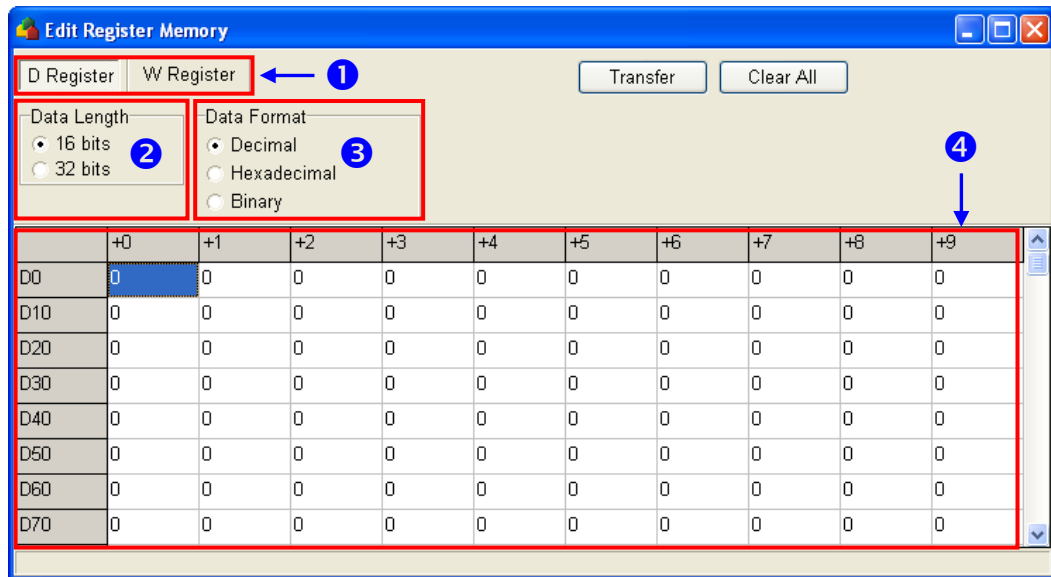 Edit Register Memory
D Register W Register ❶ Transfer Clear All
Data Length Data Format
16 bits Decimal
32 bits Hexadecimal
Binary
❷ ❸ ❹
+0 +1 +2 +3 +4 +5 +6 +7 +8 +9
D0 0 0 0 0 0 0 0 0 0 0
D10 0 0 0 0 0 0 0 0 0 0
D20 0 0 0 0 0 0 0 0 0 0
D30 0 0 0 0 0 0 0 0 0 0
D40 0 0 0 0 0 0 0 0 0 0
D50 0 0 0 0 0 0 0 0 0 0
D60 0 0 0 0 0 0 0 0 0 0
D70 0 0 0 0 0 0 0 0 0 0